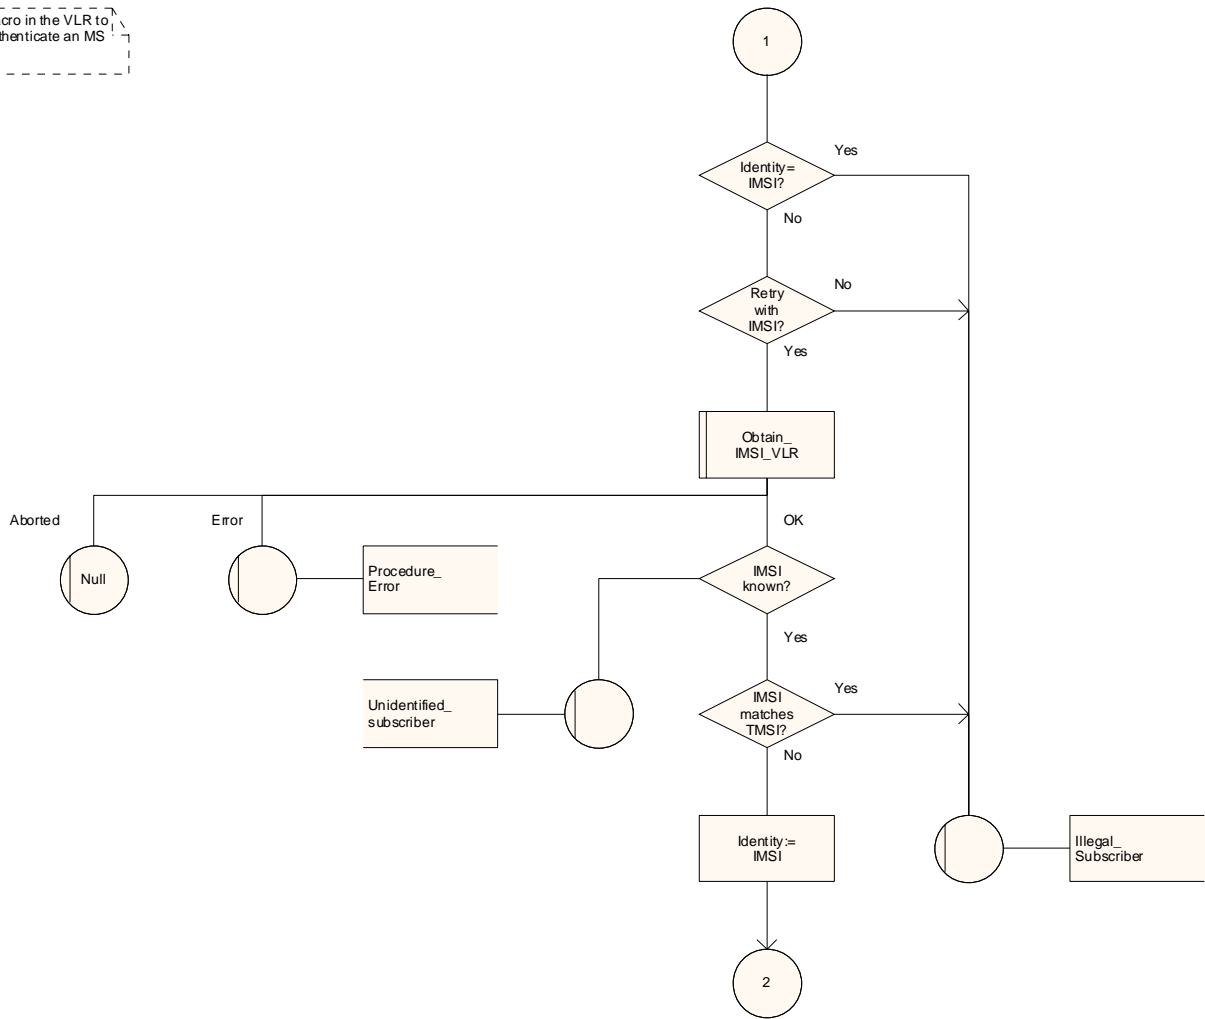 in the VLR to
an MS
1
Identity=
IMSI?
Yes
No
Retry
with
IMSI?
No
Yes
Obtain_
IMSI_VLR
Aborted
Error
OK
Null
Procedure_
Error
IMSI
known?
Yes
Unidentified_
subscriber
IMSI
matches
TMSI?
Yes
No
Identity:=
IMSI
Illegal_
Subscriber
2